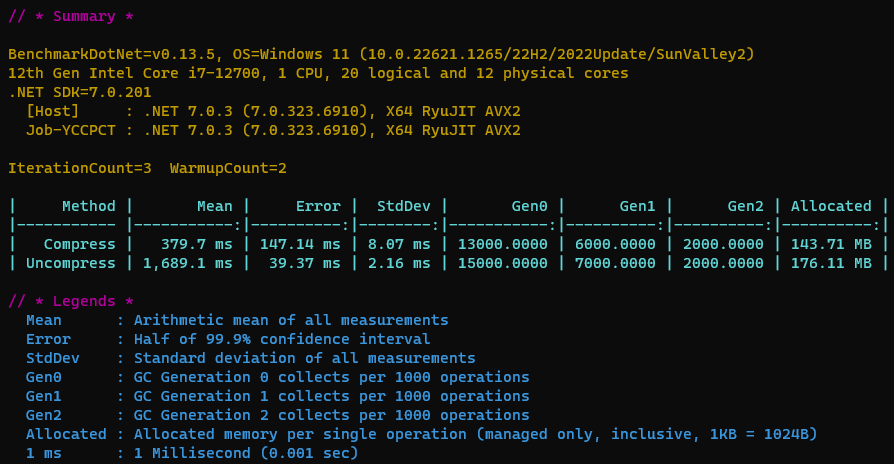 // * Summary *
BenchmarkDotNet=v0.13.5, OS=Windows 11 (10.0.22621.1265/22H2/2022Update/SunValley2)
12th Gen Intel Core i7-12700, 1 CPU, 20 logical and 12 physical cores
.NET SDK=7.0.201
  [Host]     : .NET 7.0.3 (7.0.323.6910), X64 RyuJIT AVX2
  Job-YCCPCT : .NET 7.0.3 (7.0.323.6910), X64 RyuJIT AVX2
IterationCount=3  WarmupCount=2
|     Method |       Mean |     Error |  StdDev |       Gen0 |      Gen1 |      Gen2 | Allocated |
|----------- |-----------:|----------:|--------:|-----------:|----------:|----------:|----------:|
|   Compress |   379.7 ms | 147.14 ms | 8.07 ms | 13000.0000 | 6000.0000 | 2000.0000 | 143.71 MB |
| Uncompress | 1,689.1 ms |  39.37 ms | 2.16 ms | 15000.0000 | 7000.0000 | 2000.0000 | 176.11 MB |
// * Legends *
  Mean      : Arithmetic mean of all measurements
  Error     : Half of 99.9% confidence interval
  StdDev    : Standard deviation of all measurements
  Gen0      : GC Generation 0 collects per 1000 operations
  Gen1      : GC Generation 1 collects per 1000 operations
  Gen2      : GC Generation 2 collects per 1000 operations
  Allocated : Allocated memory per single operation (managed only, inclusive, 1KB = 1024B)
  1 ms      : 1 Millisecond (0.001 sec)